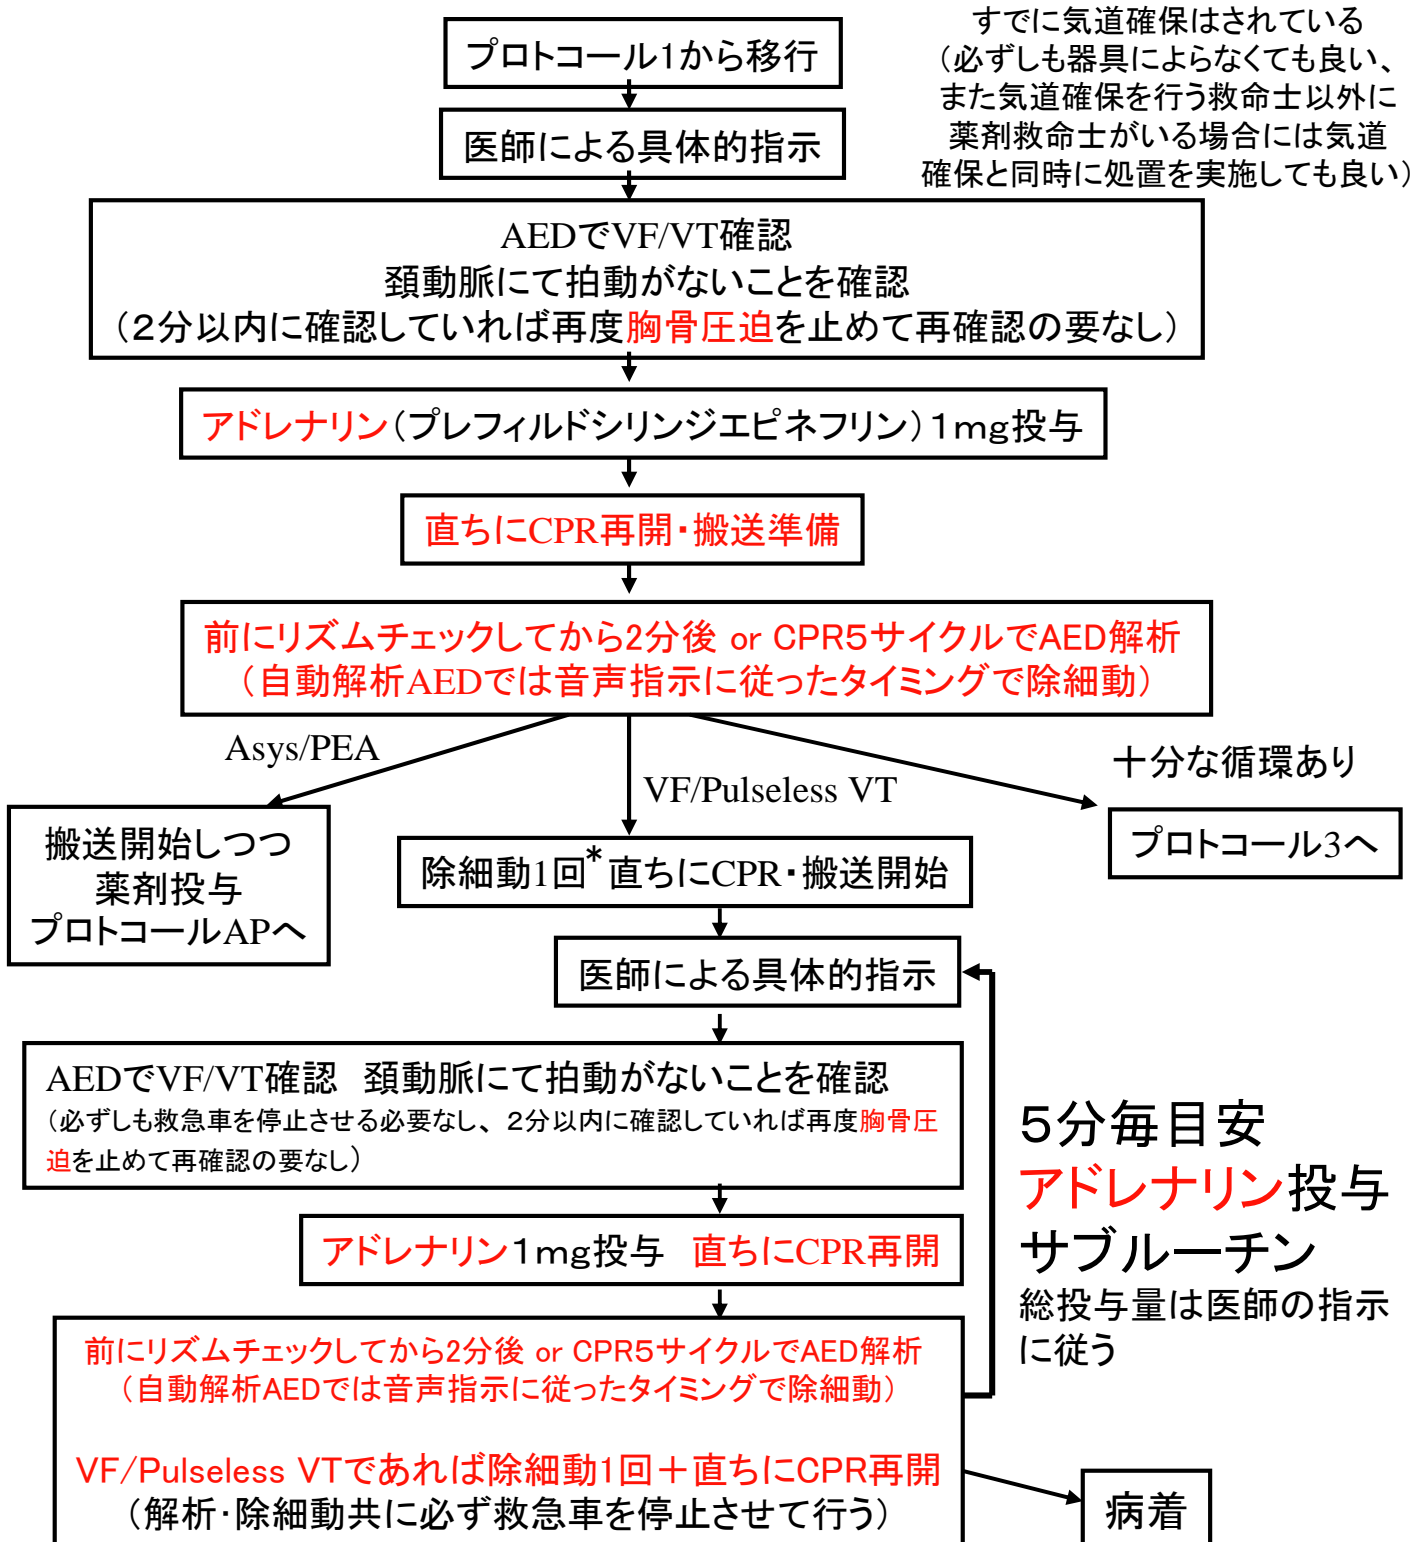 すでに気道確保はされている
（必ずしも器具によらなくても良い、
また気道確保を行う救命士以外に
薬剤救命士がいる場合には気道
確保と同時に処置を実施しても良い）
プロトコール1から移行
医師による具体的指示
AEDでVF/VT確認
頚動脈にて拍動がないことを確認
（２分以内に確認していれば再度胸骨圧迫を止めて再確認の要なし）
アドレナリン（プレフィルドシリンジエピネフリン）１ｍｇ投与
直ちにCPR再開・搬送準備
前にリズムチェックしてから2分後 or CPR5サイクルでAED解析
（自動解析AEDでは音声指示に従ったタイミングで除細動）
Asys/PEA
VF/Pulseless VT
十分な循環あり
搬送開始しつつ
薬剤投与
プロトコールAPへ
除細動1回*直ちにCPR・搬送開始
プロトコール3へ
医師による具体的指示
AEDでVF/VT確認　頚動脈にて拍動がないことを確認
（必ずしも救急車を停止させる必要なし、２分以内に確認していれば再度胸骨圧
迫を止めて再確認の要なし）
アドレナリン１ｍｇ投与　直ちにCPR再開
５分毎目安
アドレナリン投与
サブルーチン
総投与量は医師の指示
に従う
前にリズムチェックしてから2分後 or CPR5サイクルでAED解析
（自動解析AEDでは音声指示に従ったタイミングで除細動）
VF/Pulseless VTであれば除細動1回＋直ちにCPR再開
（解析・除細動共に必ず救急車を停止させて行う）
病着